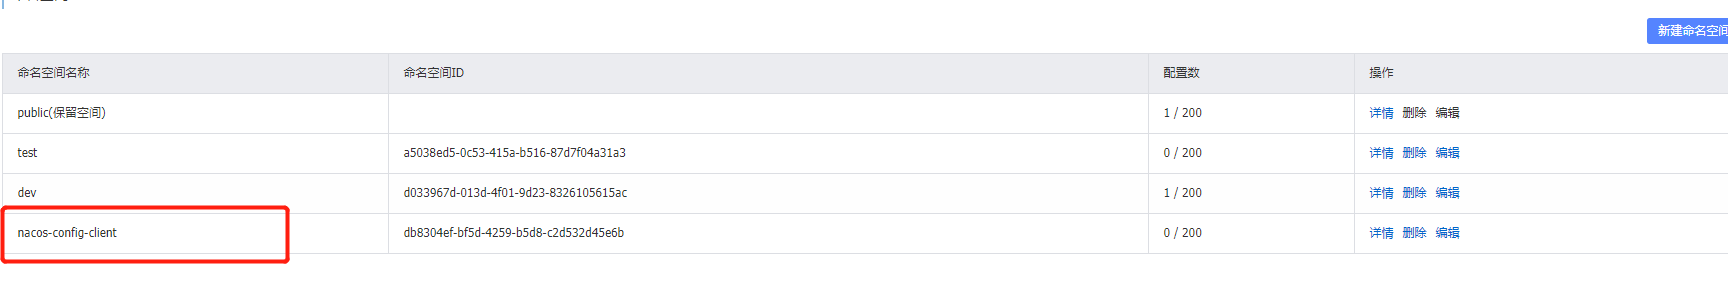 新建命名空间
命名空间名称 命名空间ID 配置数 操作
public(保留空间) 1 / 200 详情 删除 编辑
test a5038ed5-0c53-415a-b516-87d7f04a31a3 0 / 200 详情 删除 编辑
dev d033967d-013d-4f01-9d23-8326105615ac 1 / 200 详情 删除 编辑
nacos-config-client db8304ef-bf5d-4259-b5d8-c2d532d45e6b 0 / 200 详情 删除 编辑